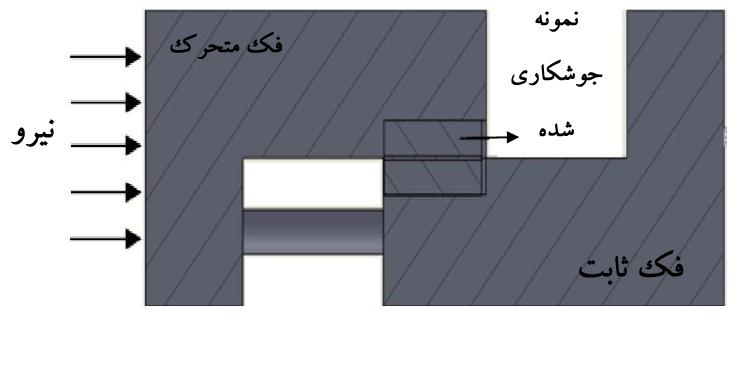 نمونه
جوشکاری
شده
فک متحرک
نیرو
فک ثابت